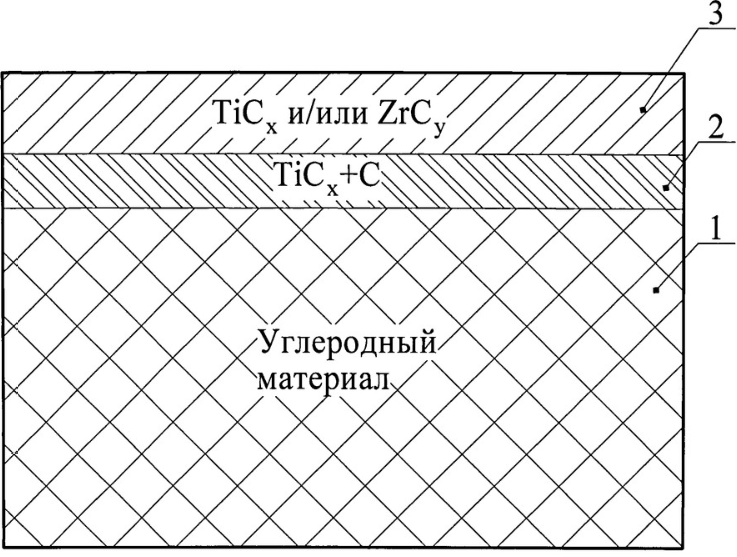 3
TiCx и/или ZrCy
2
TiCx+C
1
Углеродный
материал